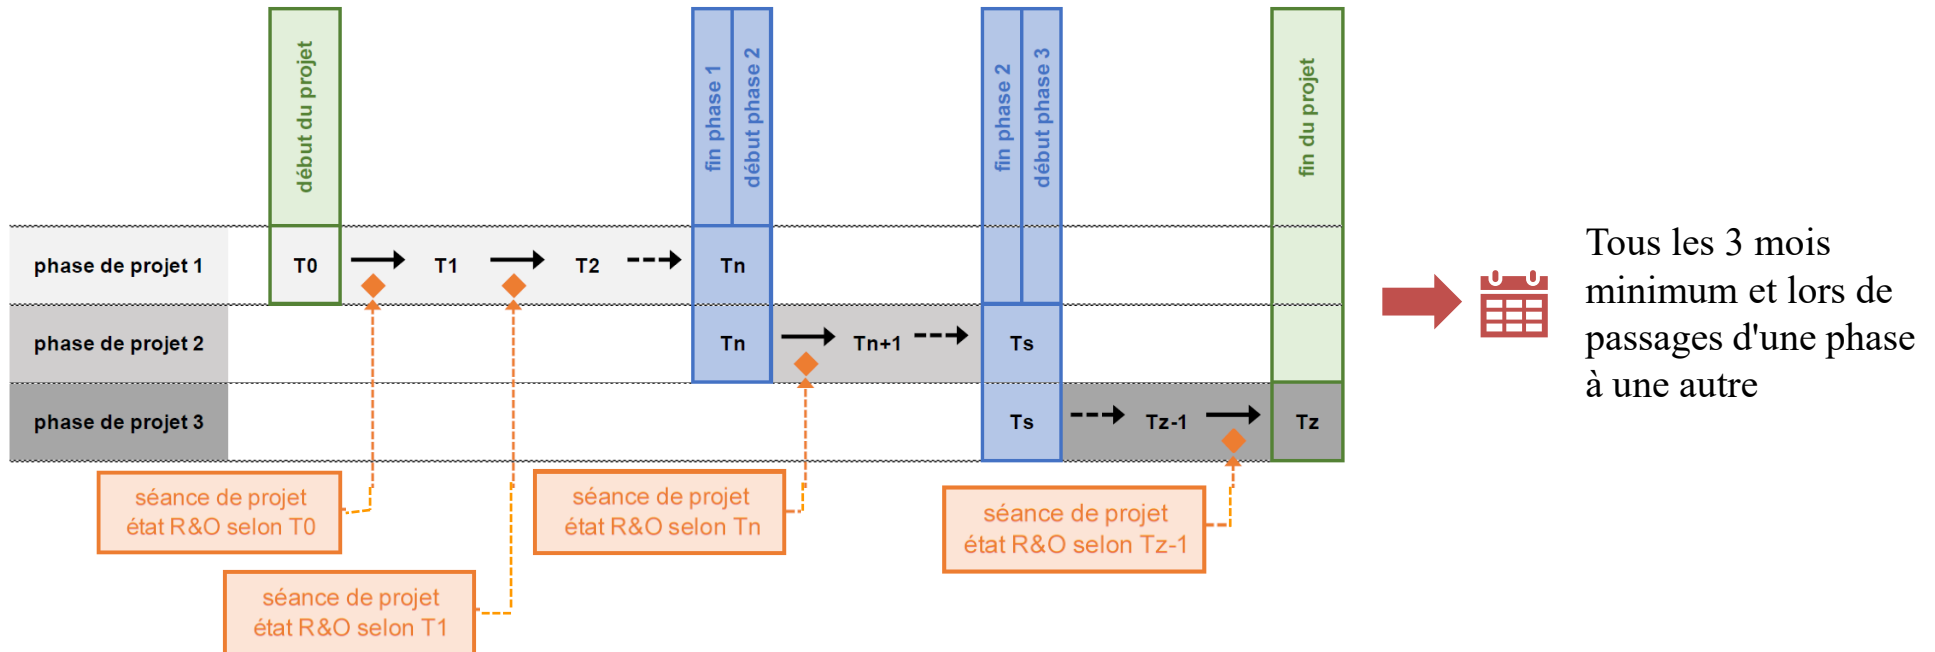 début du projet
fin phase 1
début phase 2
fin phase 2
début phase 3
fin du projet
phase de projet 1
T0
T1
T2
Tn
phase de projet 2
Tn
Tn+1
Ts
phase de projet 3
Ts
Tz-1
Tz
séance de projet
état R&O selon T0
séance de projet
état R&O selon T1
séance de projet
état R&O selon Tn
séance de projet
état R&O selon Tz-1
Tous les 3 mois
minimum et lors de
passages d'une phase
à une autre